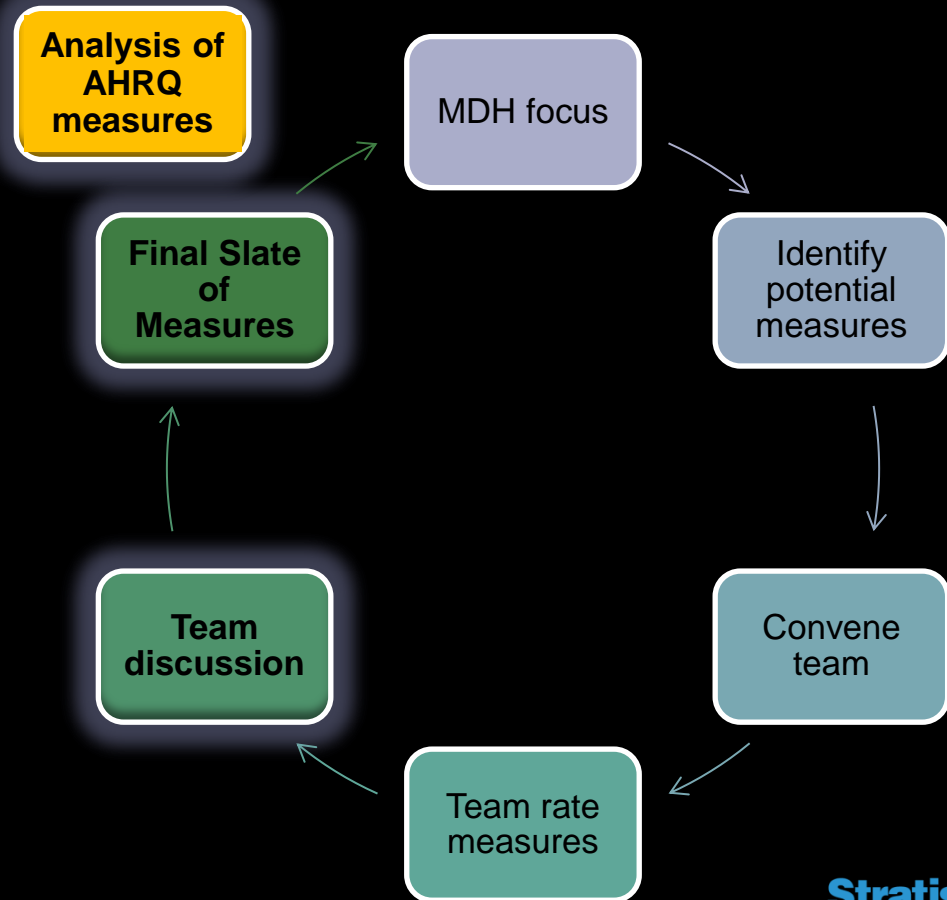 Analysis of
AHRQ
measures
MDH focus
Identify
potential
measures
Convene
team
Team rate
measures
Team
discussion
Final Slate
of
Measures
Stratis